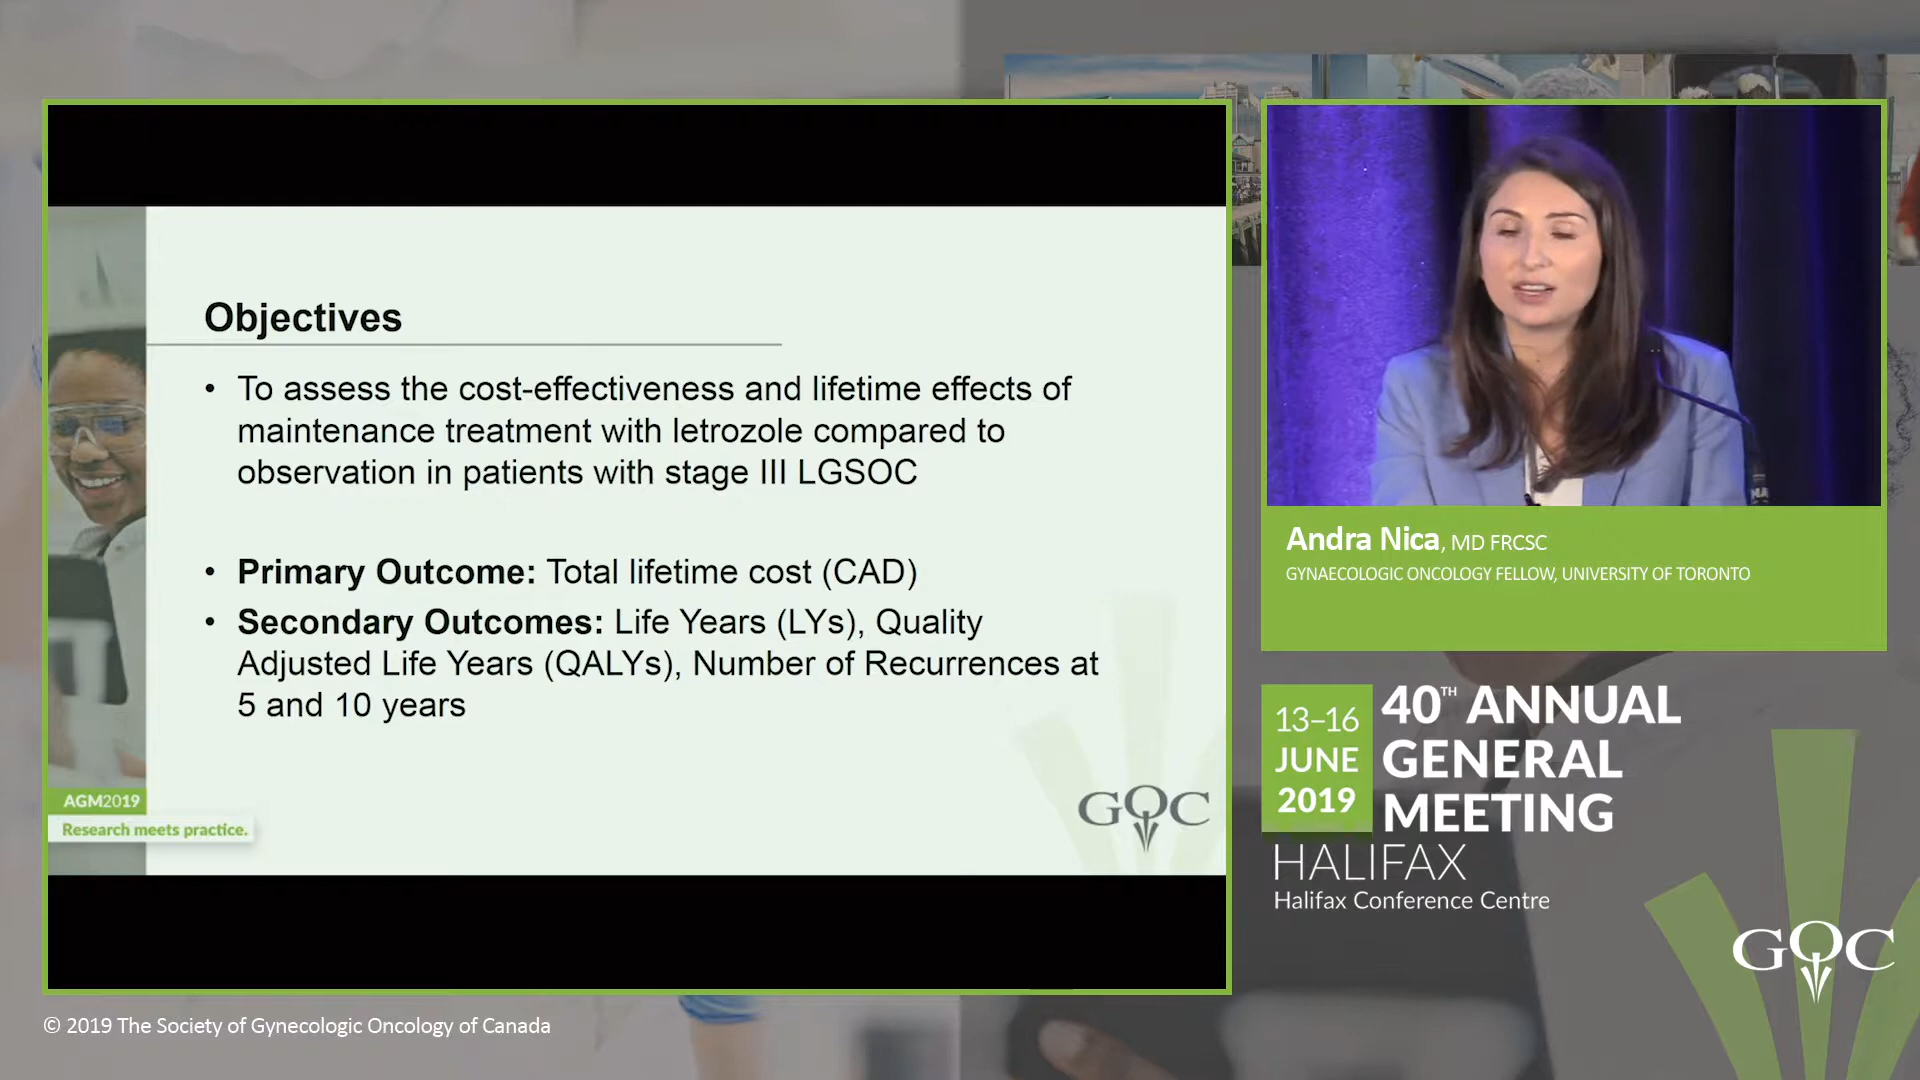 Objectives
• To assess the cost-effectiveness and lifetime effects of
maintenance treatment with letrozole compared to
observation in patients with stage III LGSOC
• Primary Outcome: Total lifetime cost (CAD)
• Secondary Outcomes: Life Years (LYs), Quality
Adjusted Life Years (QALYs), Number of Recurrences at
5 and 10 years
AGM2019
Research meets practice.
GOC
Andra Nica, MD FRCSC
GYNAECOLOGIC ONCOLOGY FELLOW, UNIVERSITY OF TORONTO
13–16
JUNE
2019
40TH ANNUAL
GENERAL
MEETING
HALIFAX
Halifax Conference Centre
GOC
© 2019 The Society of Gynecologic Oncology of Canada